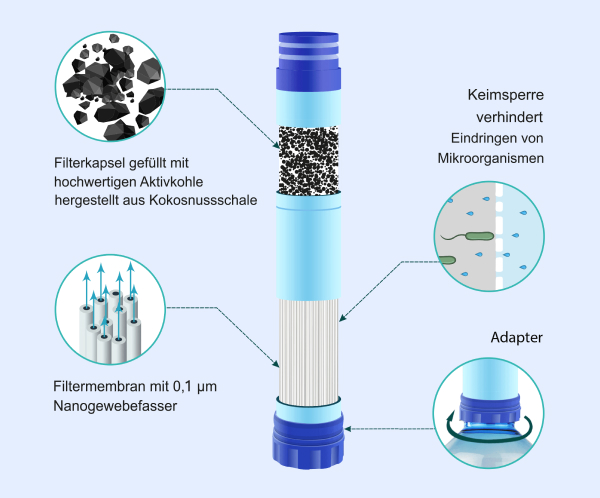 Filterkapsel gefüllt mit
hochwertigen Aktivkohle
hergestellt aus Kokosnussschale
Keimsperre
verhindert
Eindringen von
Mikroorganismen
Filtermembran mit 0,1 µm
Nanogewebefasser
Adapter